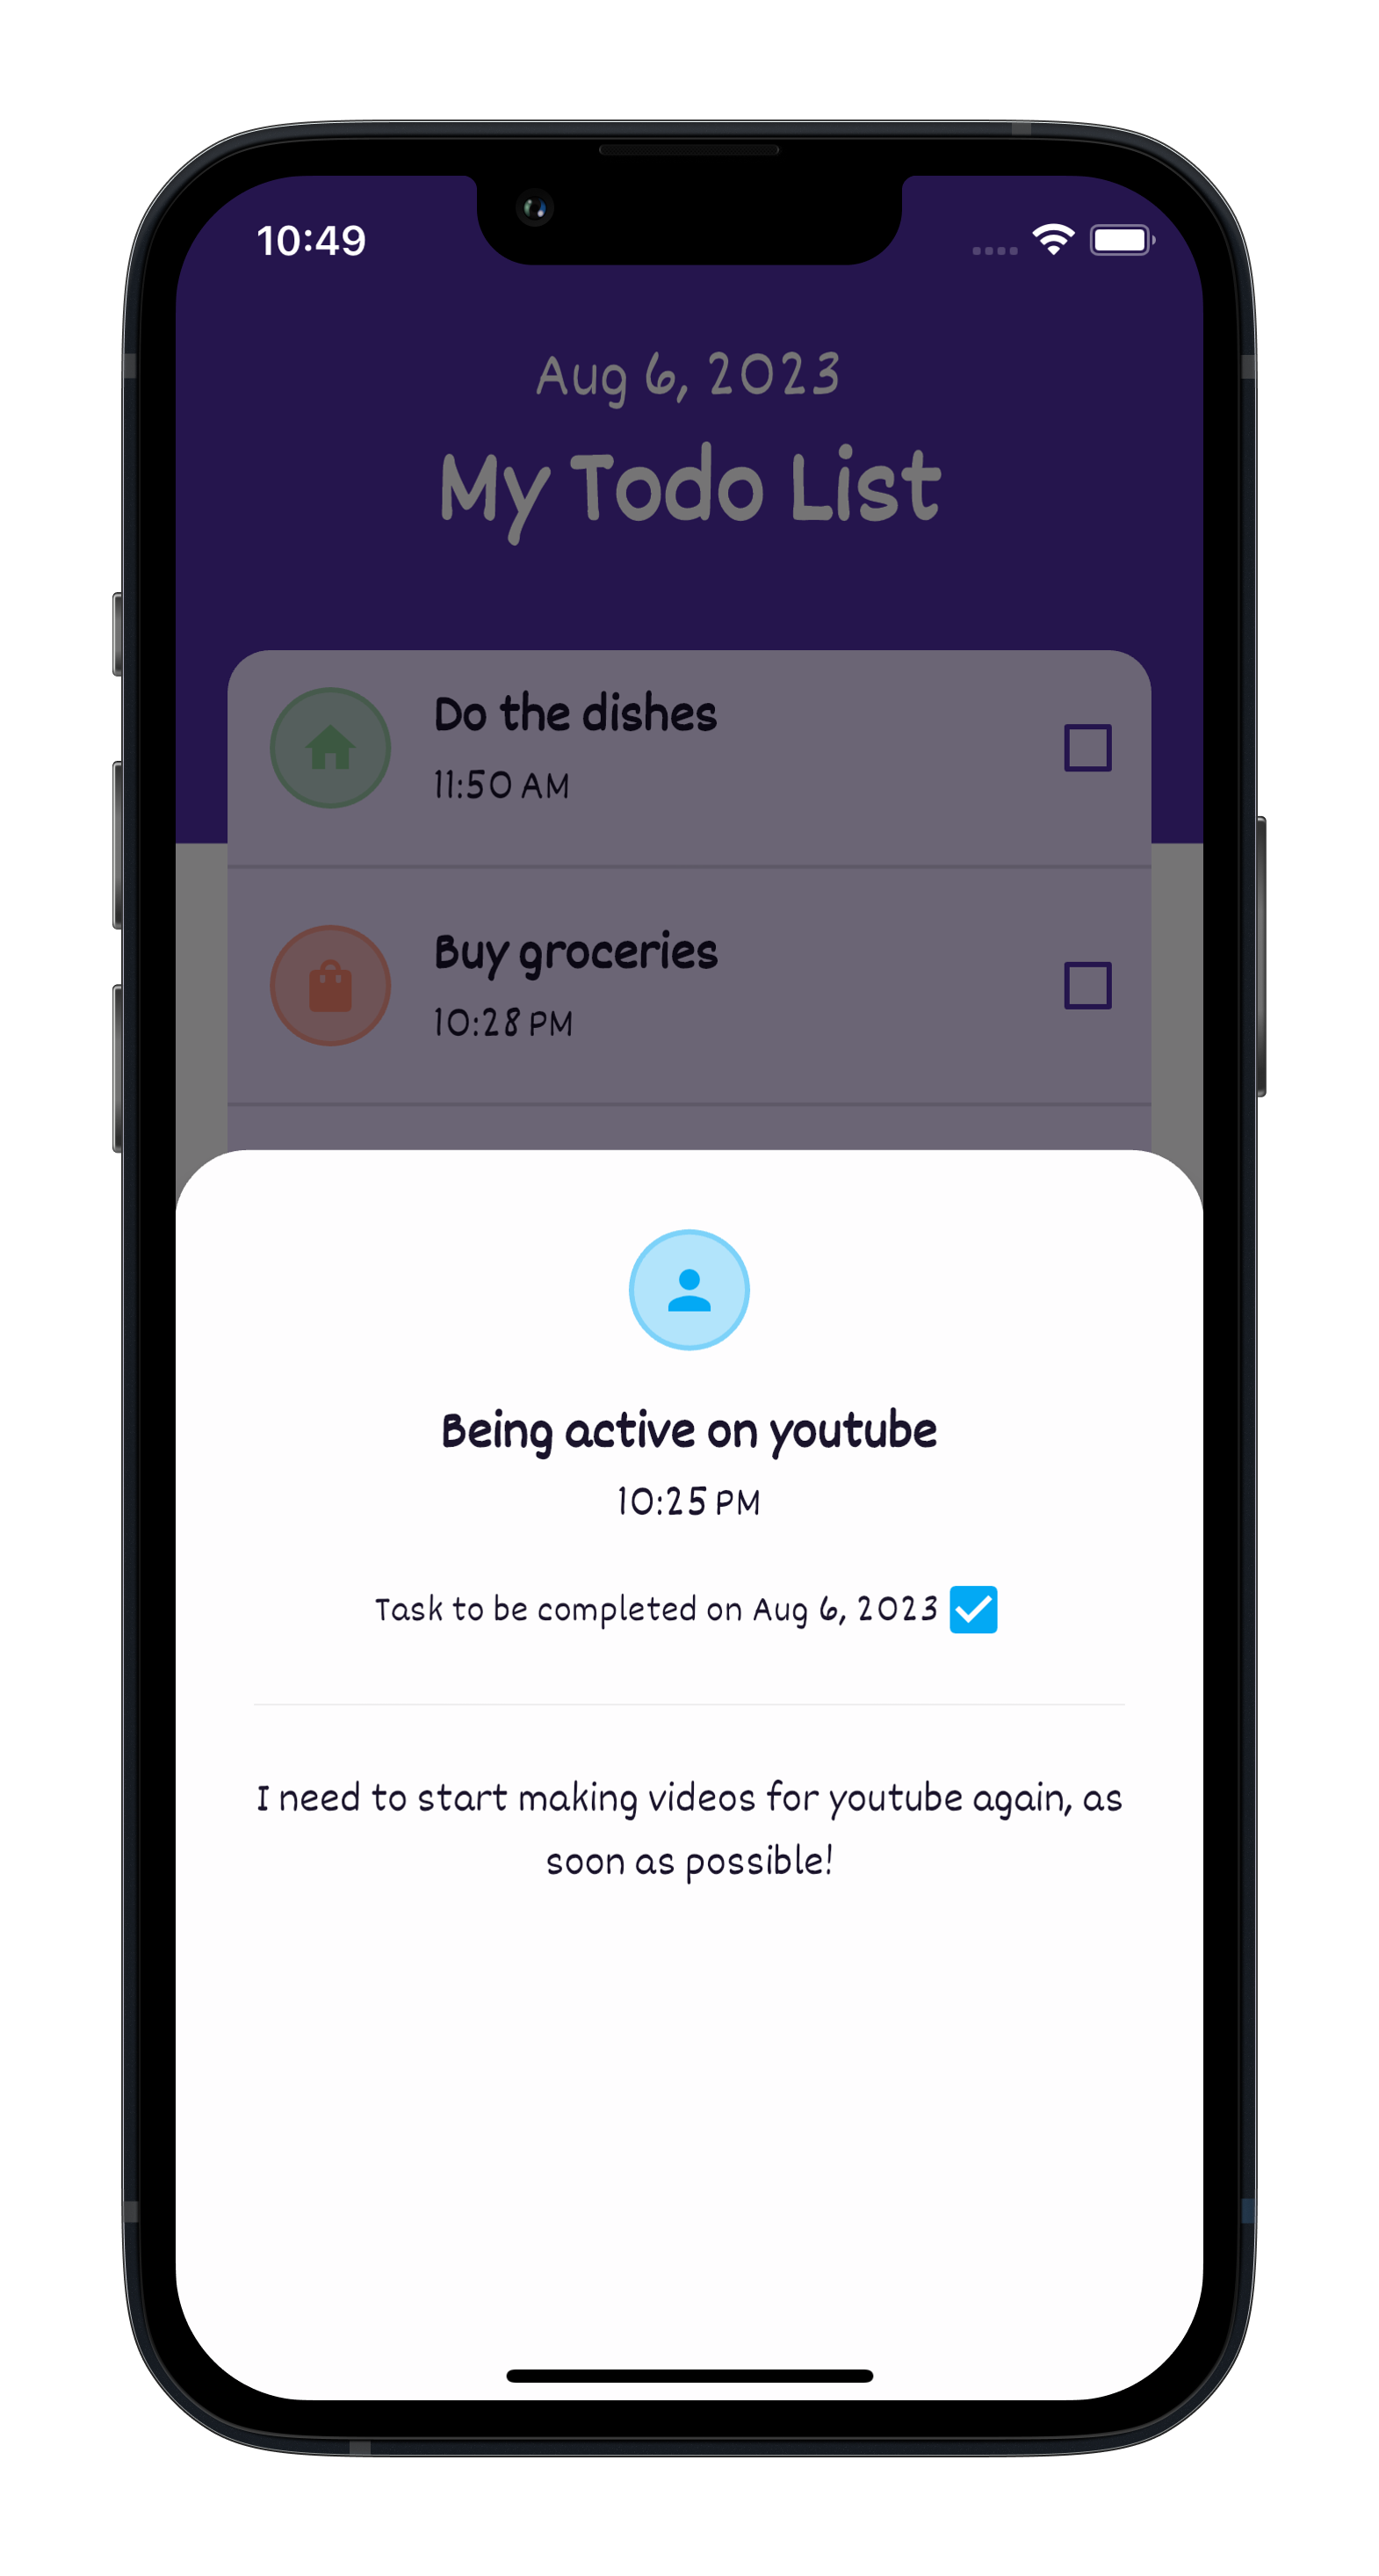 10:49
Aug 6, 2023
My Todo List
Do the dishes
11:50 AM
Buy groceries
10:28 PM
Being active on youtube
10:25 PM
Task to be completed on Aug 6, 2023
I need to start making videos for youtube again, as
soon as possible!